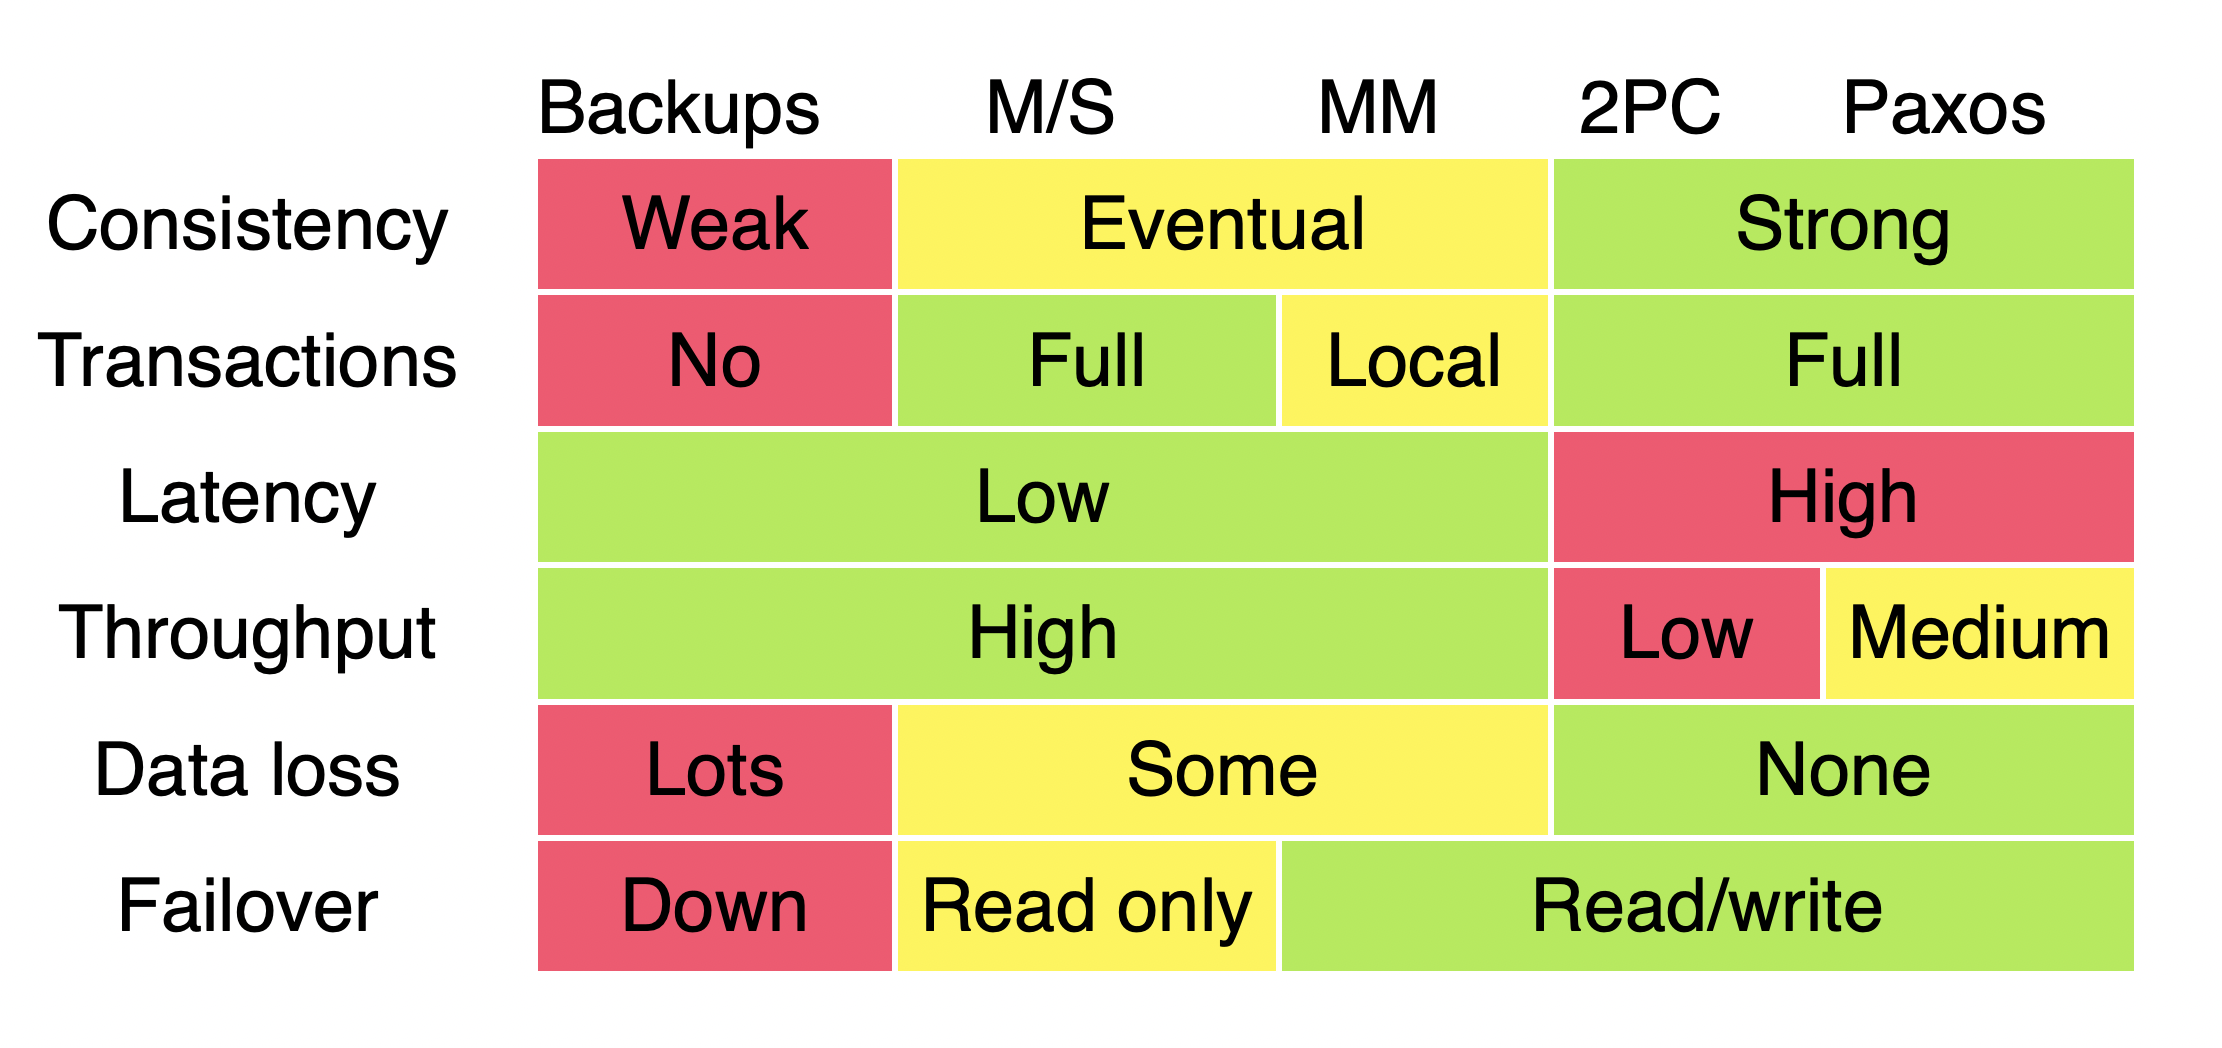 Backups M/S MM 2PC Paxos
Consistency Weak Eventual Strong
Transactions No Full Local Full
Latency Low High
Throughput High Low Medium
Data loss Lots Some None
Failover Down Read only Read/write